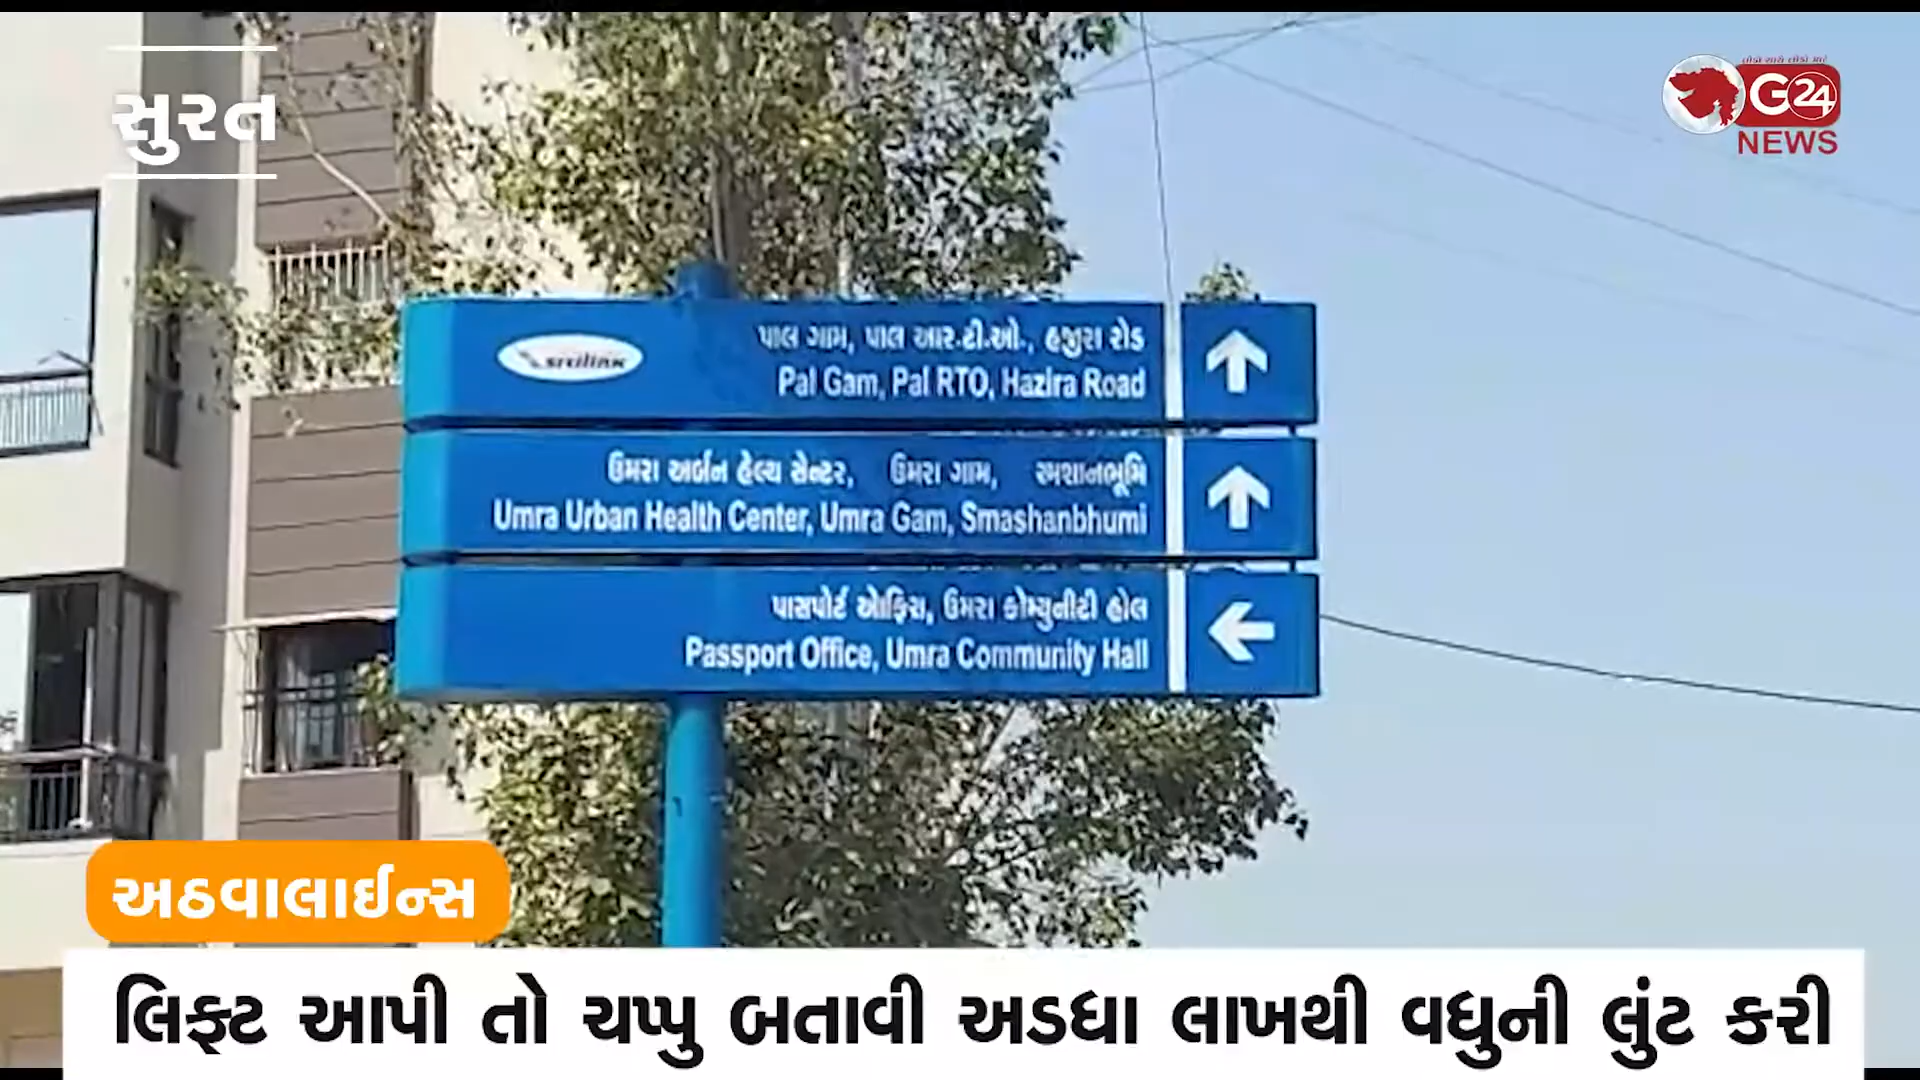 સુરત
લોકો સાથે લોકો માટે
G24
NEWS
sitilink
પાલ ગામ, પાલ આર.ટી.ઓ., હજીરા રોડ
Pal Gam, Pal RTO, Hazira Road
ઉમરા અર્બન હેલ્થ સેન્ટર, ઉમરા ગામ, સ્મશાનભૂમિ
Umra Urban Health Center, Umra Gam, Smashanbhumi
પાસપોર્ટ ઓફિસ, ઉમરા કોમ્યુનીટી હોલ
Passport Office, Umra Community Hall
અઠવાલાઈન્સ
લિફ્ટ આપી તો ચપ્પુ બતાવી અડધા લાખથી વધુની લુંટ કરી